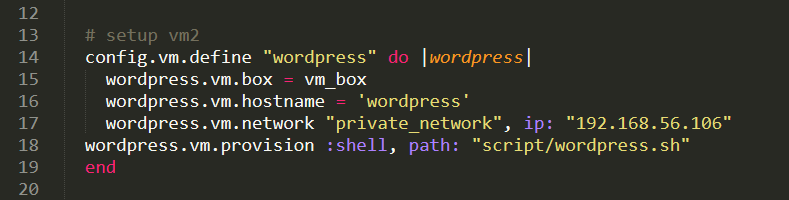 12
13 # setup vm2
14 config.vm.define "wordpress" do |wordpress|
15 wordpress.vm.box = vm_box
16 wordpress.vm.hostname = 'wordpress'
17 wordpress.vm.network "private_network", ip: "192.168.56.106"
18 wordpress.vm.provision :shell, path: "script/wordpress.sh"
19 end
20